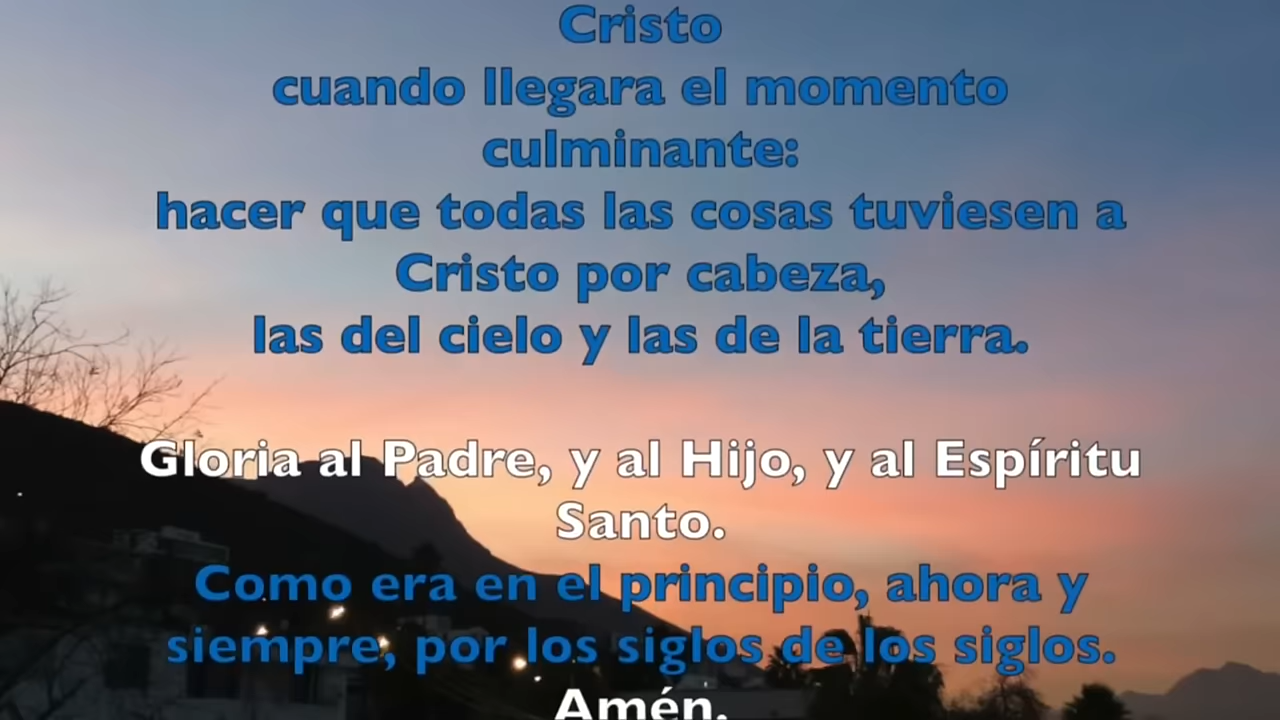 Cristo
cuando llegara el momento
culminante:
hacer que todas las cosas tuviesen a
Cristo por cabeza,
las del cielo y las de la tierra.
Gloria al Padre, y al Hijo, y al Espíritu
Santo.
Como era en el principio, ahora y
siempre, por los siglos de los siglos.
Amén.